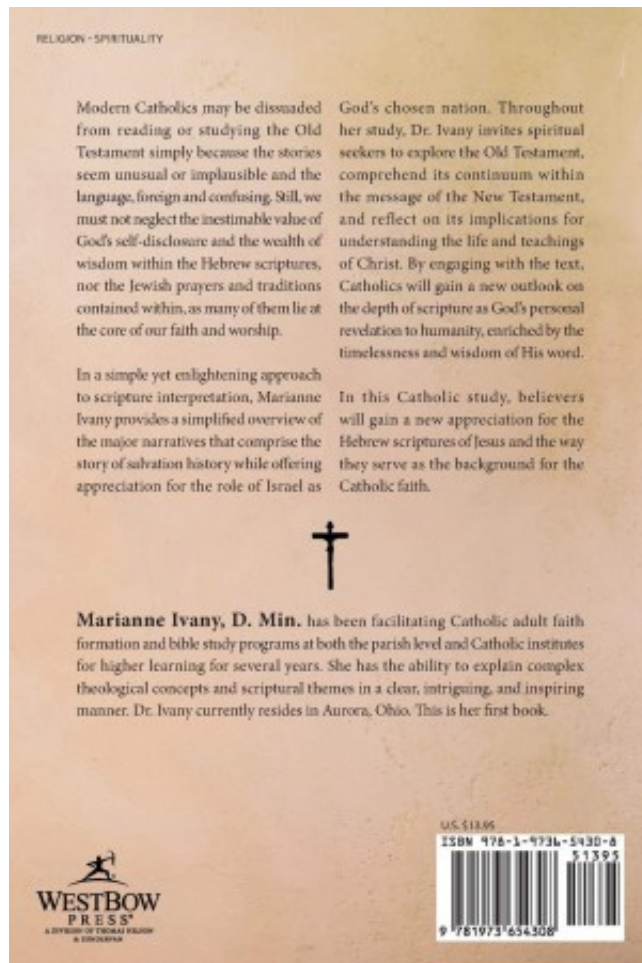 RELIGION - SPIRITUALITY
Modern Catholics may be dissuaded
from reading or studying the Old
Testament simply because the stories
seem unusual or implausible and the
language, foreign and confusing. Still, we
must not neglect the inestimable value of
God's self-disclosure and the wealth of
wisdom within the Hebrew scriptures,
nor the Jewish prayers and traditions
contained within, as many of them lie at
the core of our faith and worship.
In a simple yet enlightening approach
to scripture interpretation, Marianne
Ivany provides a simplified overview of
the major narratives that comprise the
story of salvation history while offering
appreciation for the role of Israel as
God's chosen nation. Throughout
her study, Dr. Ivany invites spiritual
seekers to explore the Old Testament,
comprehend its continuum within
the message of the New Testament,
and reflect on its implications for
understanding the life and teachings
of Christ. By engaging with the text,
Catholics will gain a new outlook on
the depth of scripture as God's personal
revelation to humanity, enriched by the
timelessness and wisdom of His word.
In this Catholic study, believers
will gain a new appreciation for the
Hebrew scriptures of Jesus and the way
they serve as the background for the
Catholic faith.
Marianne Ivany, D. Min. has been facilitating Catholic adult faith
formation and bible study programs at both the parish level and Catholic institutes
for higher learning for several years. She has the ability to explain complex
theological concepts and scriptural themes in a clear, intriguing, and inspiring
manner. Dr. Ivany currently resides in Aurora, Ohio. This is her first book.
U.S. $13.95
ISBN 978-1-9736-5430-8
51395
9 781973 654308
WESTBOW
PRESS®
A DIVISION OF THOMAS NELSON
& ZONDERVAN